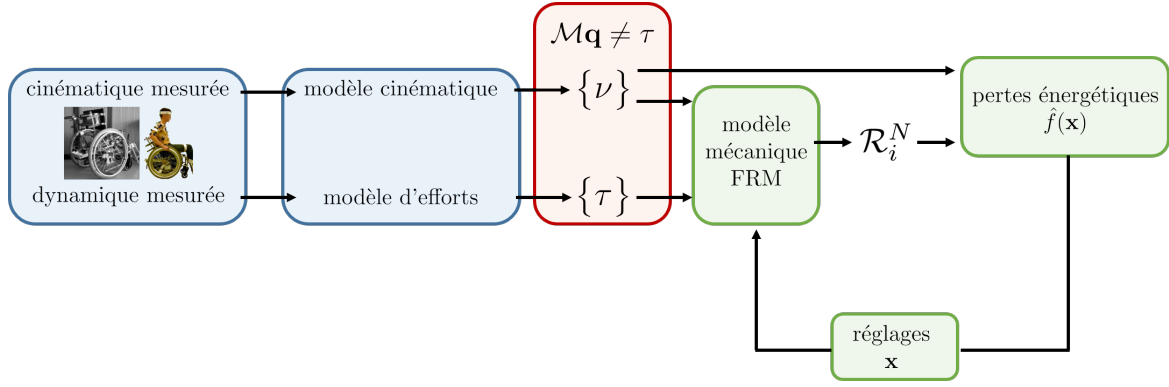 cinématique mesurée
dynamique mesurée
modèle cinématique
modèle d'efforts
ℳ𝐪 ≠ τ
{ν}
{τ}
modèle
mécanique
FRM
ℛᵢᴺ
pertes énergétiques
f̂(𝐱)
réglages
𝐱